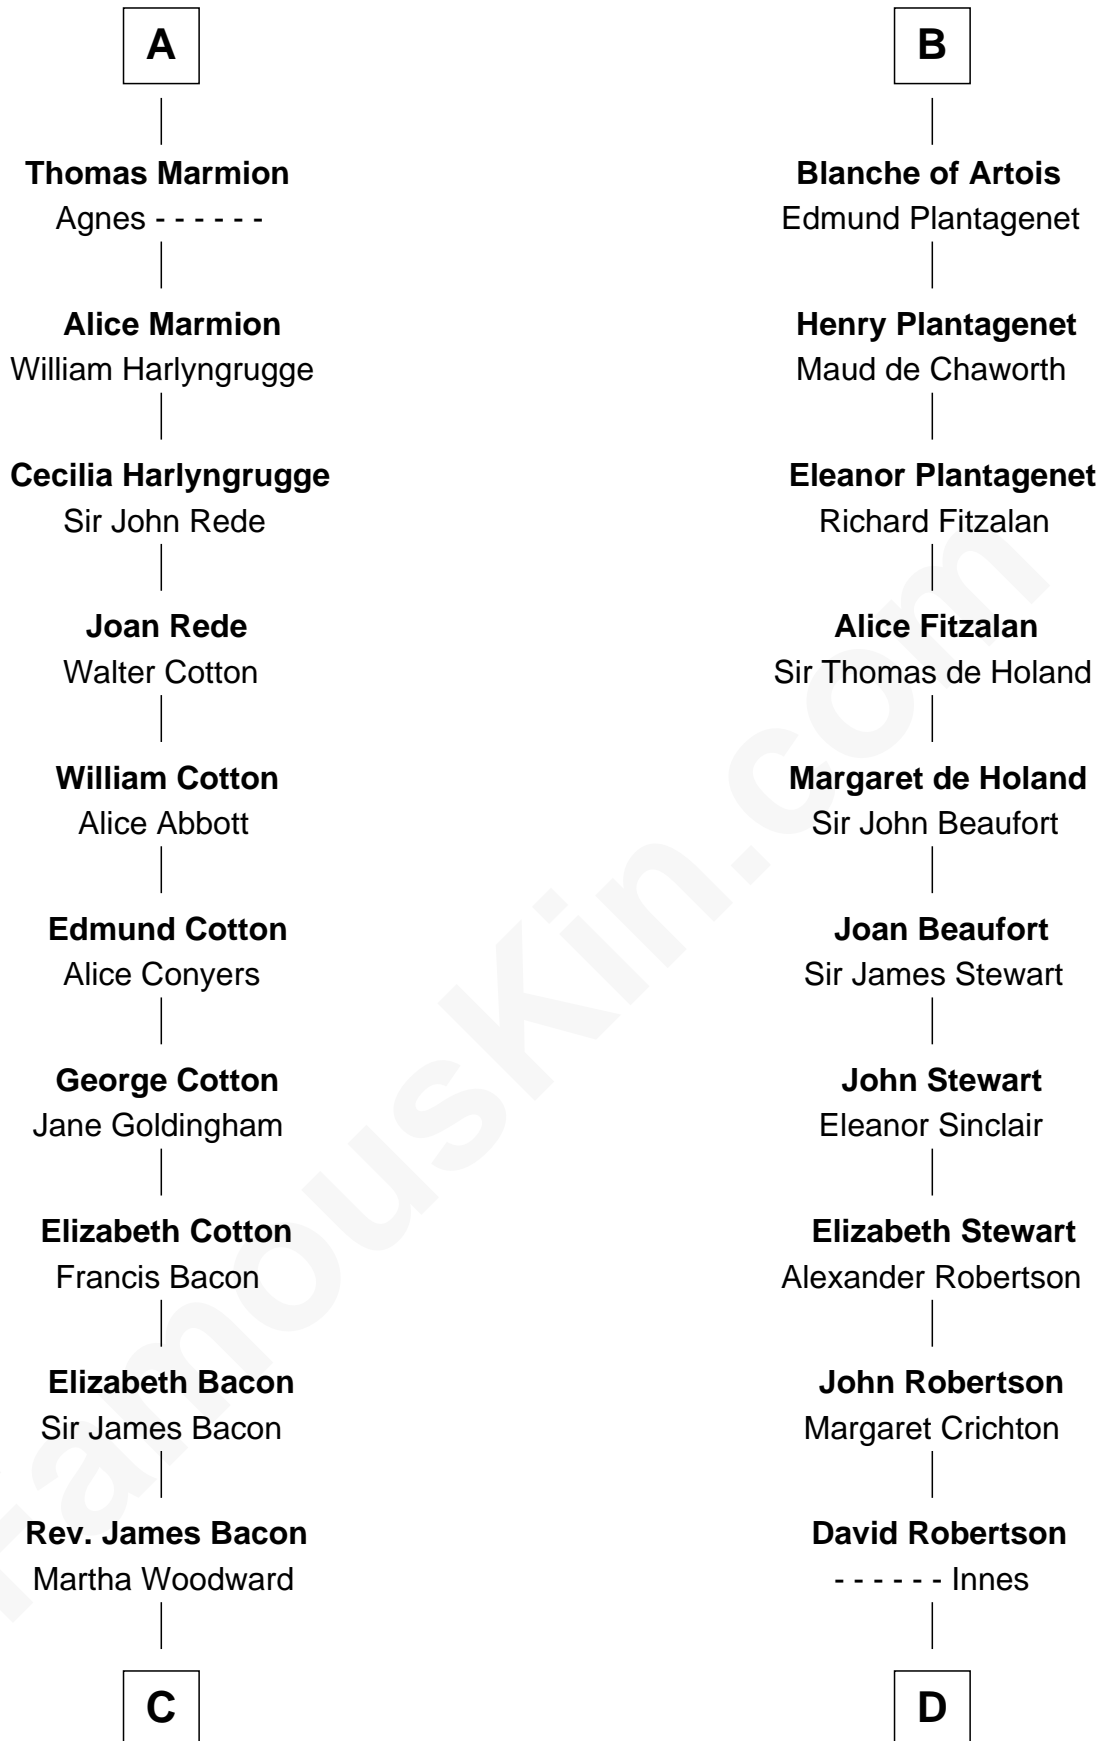 A
Thomas Marmion
Agnes - - - - - -
Alice Marmion
William Harlyngrugge
Cecilia Harlyngrugge
Sir John Rede
Joan Rede
Walter Cotton
William Cotton
Alice Abbott
Edmund Cotton
Alice Conyers
George Cotton
Jane Goldingham
Elizabeth Cotton
Francis Bacon
Elizabeth Bacon
Sir James Bacon
Rev. James Bacon
Martha Woodward
C
B
Blanche of Artois
Edmund Plantagenet
Henry Plantagenet
Maud de Chaworth
Eleanor Plantagenet
Richard Fitzalan
Alice Fitzalan
Sir Thomas de Holand
Margaret de Holand
Sir John Beaufort
Joan Beaufort
Sir James Stewart
John Stewart
Eleanor Sinclair
Elizabeth Stewart
Alexander Robertson
John Robertson
Margaret Crichton
David Robertson
- - - - - - Innes
D
FamousKin.com